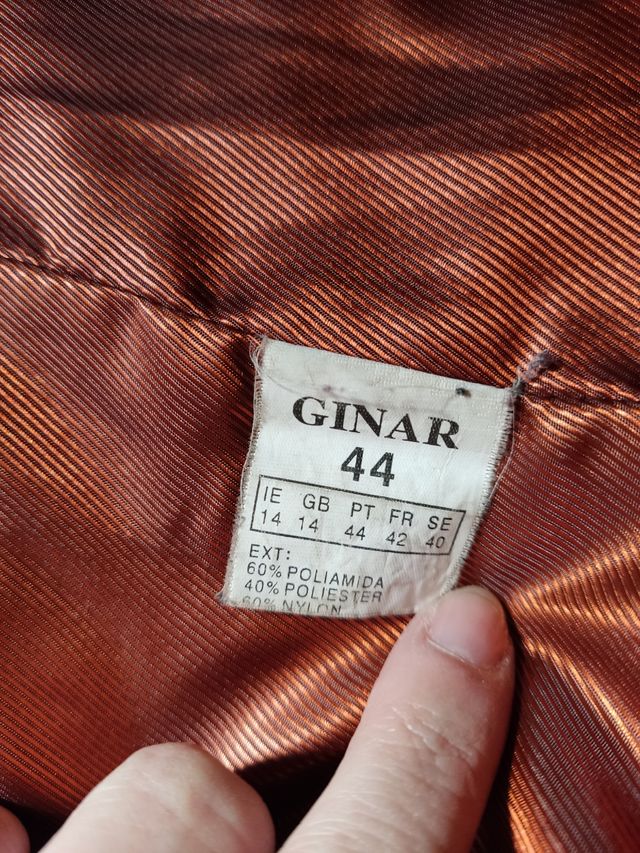 GINAR
44
IE GB PT FR SE
14 14 44 42 40
EXT:
60% POLIAMIDA
40% POLIESTER
60% NYLON